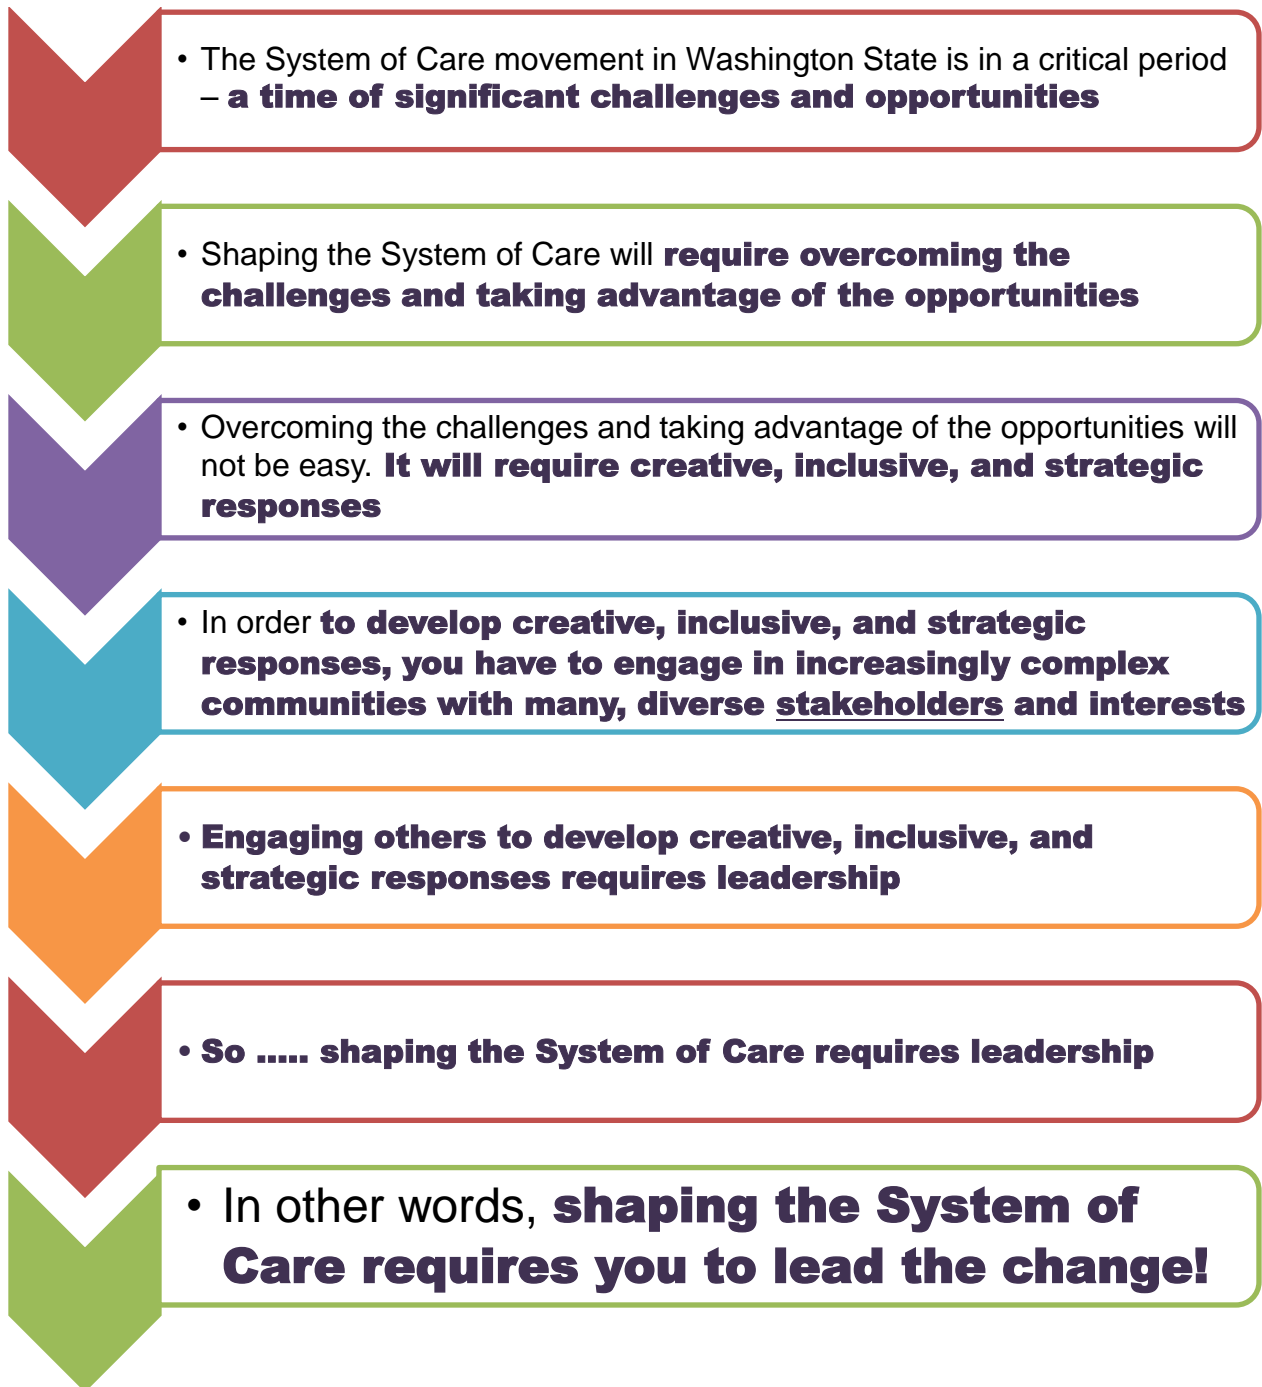 • The System of Care movement in Washington State is in a critical period
– a time of significant challenges and opportunities
• Shaping the System of Care will require overcoming the
challenges and taking advantage of the opportunities
• Overcoming the challenges and taking advantage of the opportunities will
not be easy. It will require creative, inclusive, and strategic
responses
• In order to develop creative, inclusive, and strategic
responses, you have to engage in increasingly complex
communities with many, diverse stakeholders and interests
• Engaging others to develop creative, inclusive, and
strategic responses requires leadership
• So ..... shaping the System of Care requires leadership
• In other words, shaping the System of
Care requires you to lead the change!